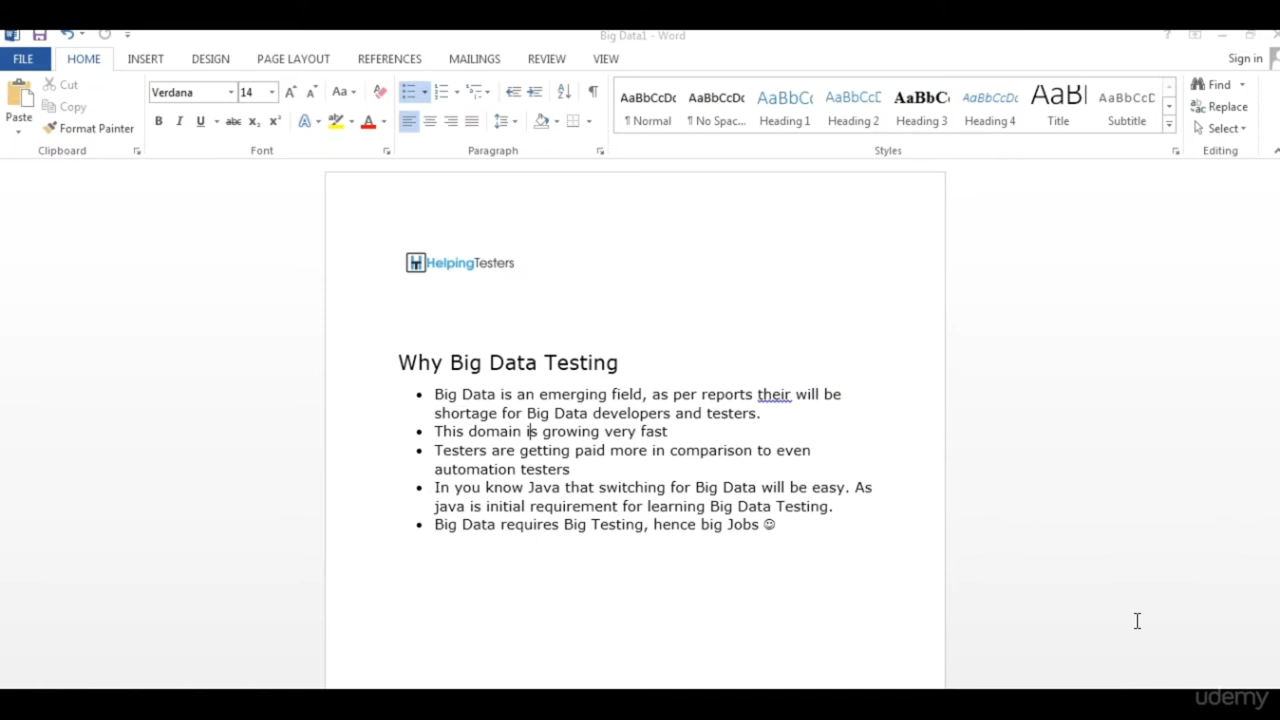 Big Data1 - Word
FILE HOME INSERT DESIGN PAGE LAYOUT REFERENCES MAILINGS REVIEW VIEW Sign in
Cut
Copy
Format Painter
Paste
Clipboard
Verdana 14
Font
Paragraph
AaBbCcDc AaBbCcDc AaBbC( AaBbCcC AaBbC( AaBbCcDc AaBl AaBbCcD
¶ Normal ¶ No Spac... Heading 1 Heading 2 Heading 3 Heading 4 Title Subtitle
Styles
Find
Replace
Select
Editing
HelpingTesters
Why Big Data Testing
• Big Data is an emerging field, as per reports their will be
shortage for Big Data developers and testers.
• This domain is growing very fast
• Testers are getting paid more in comparison to even
automation testers
• In you know Java that switching for Big Data will be easy. As
java is initial requirement for learning Big Data Testing.
• Big Data requires Big Testing, hence big Jobs ☺
udemy